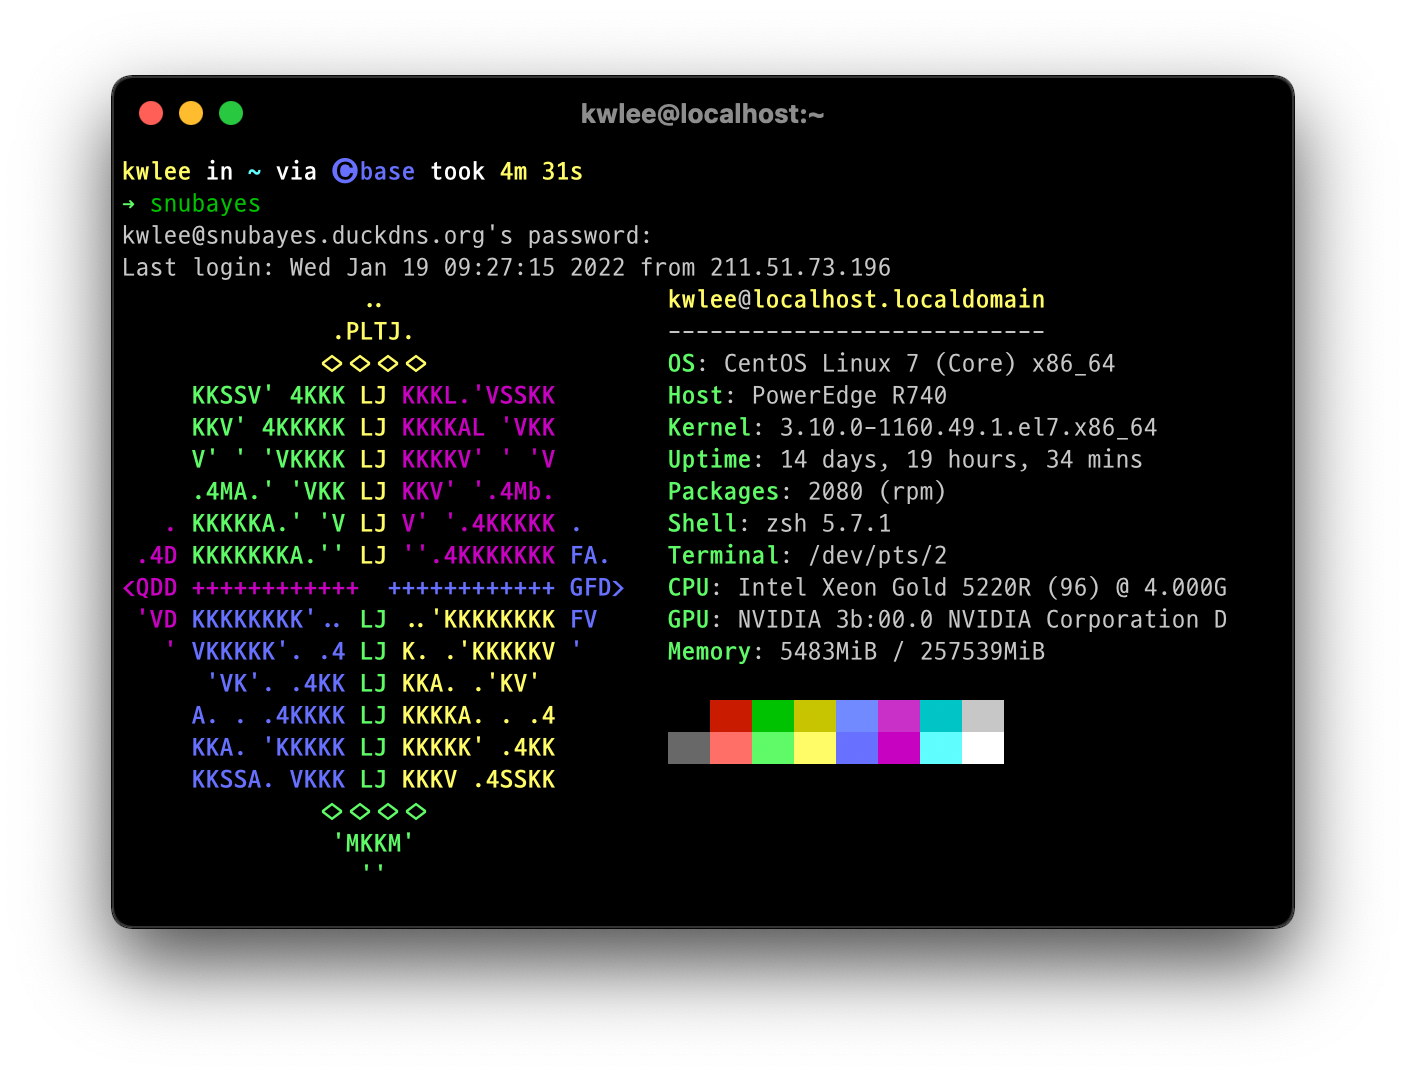 kwlee@localhost:~
kwlee in ~ via Ⓒbase took 4m 31s
➜ snubayes
kwlee@snubayes.duckdns.org's password:
Last login: Wed Jan 19 09:27:15 2022 from 211.51.73.196
                 ..                    kwlee@localhost.localdomain
               .PLTJ.                  ---------------------------
              <><><><>                 OS: CentOS Linux 7 (Core) x86_64
     KKSSV' 4KKK LJ KKKL.'VSSKK        Host: PowerEdge R740
     KKV' 4KKKKK LJ KKKKAL 'VKK        Kernel: 3.10.0-1160.49.1.el7.x86_64
     V' ' 'VKKKK LJ KKKKV' ' 'V        Uptime: 14 days, 19 hours, 34 mins
     .4MA.' 'VKK LJ KKV' '.4Mb.        Packages: 2080 (rpm)
   . KKKKKA.' 'V LJ V' '.4KKKKK .      Shell: zsh 5.7.1
 .4D KKKKKKKA.'' LJ ''.4KKKKKKK FA.    Terminal: /dev/pts/2
<QDD ++++++++++++  ++++++++++++ GFD>   CPU: Intel Xeon Gold 5220R (96) @ 4.000G
 'VD KKKKKKKK'.. LJ ..'KKKKKKKK FV     GPU: NVIDIA 3b:00.0 NVIDIA Corporation D
   ' VKKKKK'. .4 LJ K. .'KKKKKV '      Memory: 5483MiB / 257539MiB
      'VK'. .4KK LJ KKA. .'KV'
     A. . .4KKKK LJ KKKKA. . .4
     KKA. 'KKKKK LJ KKKKK' .4KK
     KKSSA. VKKK LJ KKKV .4SSKK
              <><><><>
               'MKKM'
                 ''